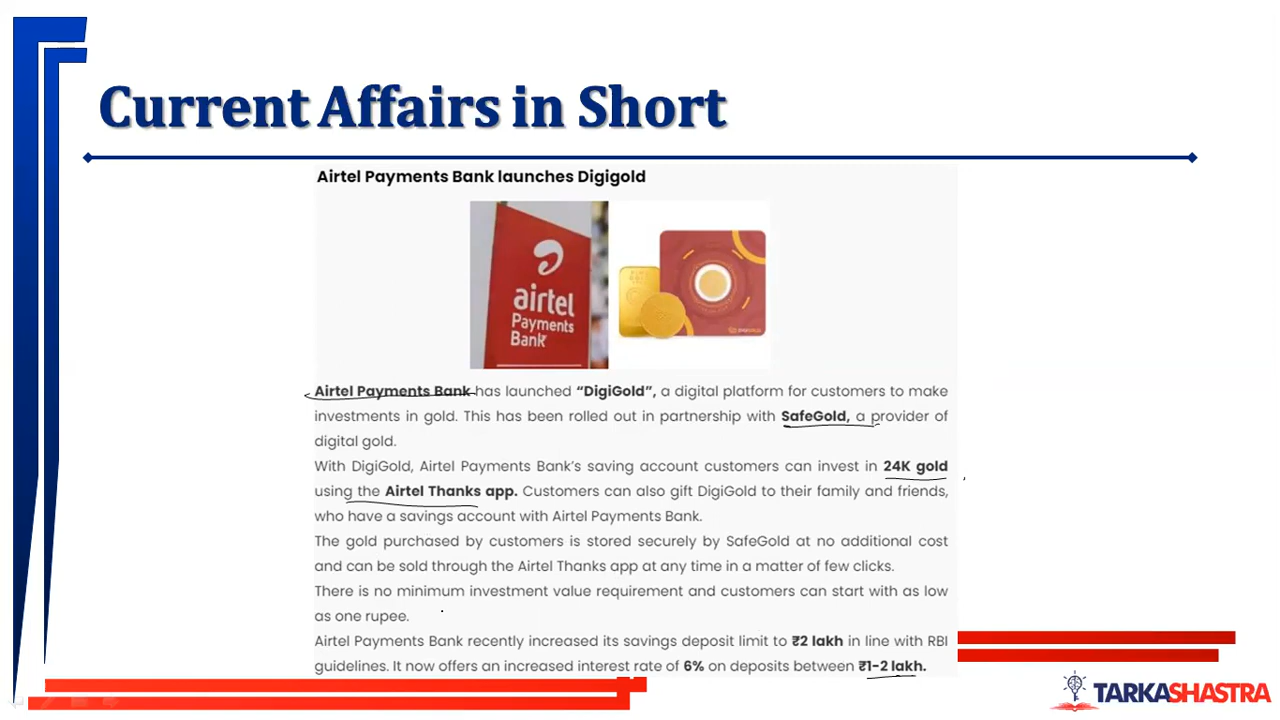 Current Affairs in Short
Airtel Payments Bank launches Digigold
airtel
Payments
Bank
DIGIGOLD
Airtel Payments Bank has launched “DigiGold”, a digital platform for customers to make
investments in gold. This has been rolled out in partnership with SafeGold, a provider of
digital gold.
With DigiGold, Airtel Payments Bank’s saving account customers can invest in 24K gold
using the Airtel Thanks app. Customers can also gift DigiGold to their family and friends,
who have a savings account with Airtel Payments Bank.
The gold purchased by customers is stored securely by SafeGold at no additional cost
and can be sold through the Airtel Thanks app at any time in a matter of few clicks.
There is no minimum investment value requirement and customers can start with as low
as one rupee.
Airtel Payments Bank recently increased its savings deposit limit to ₹2 lakh in line with RBI
guidelines. It now offers an increased interest rate of 6% on deposits between ₹1-2 lakh.
TARKASHASTRA